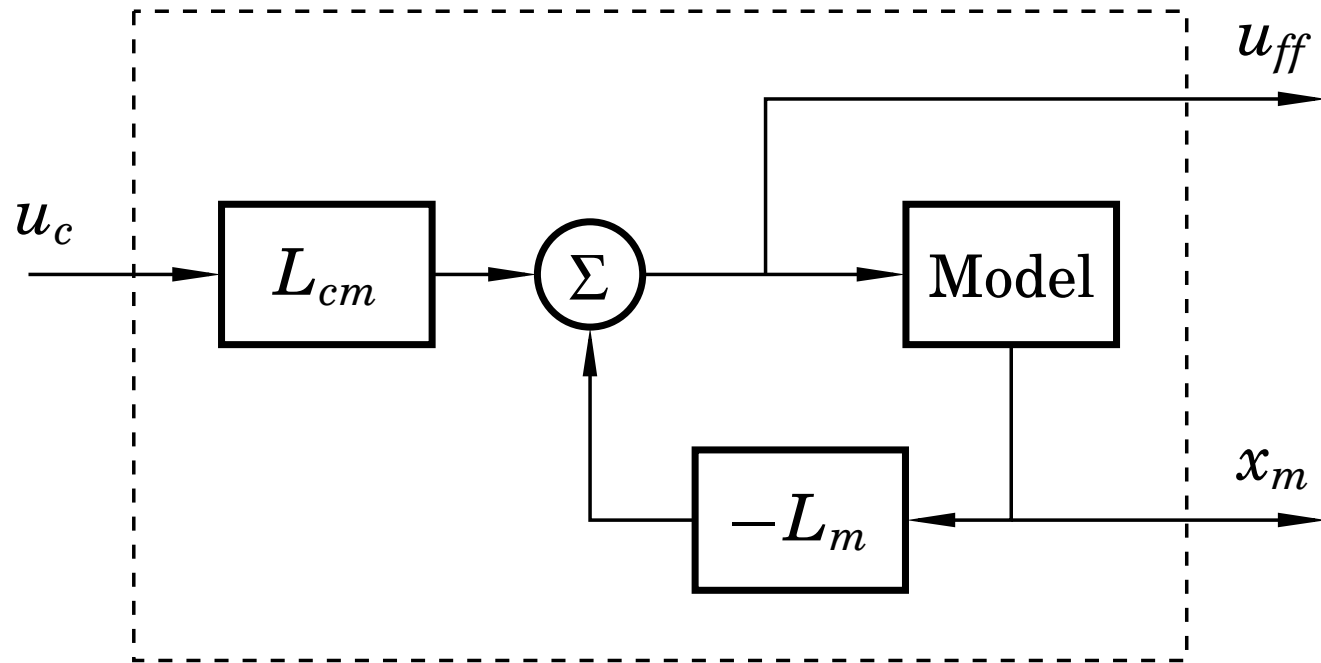 u_ff
u_c
L_cm
Σ
Model
x_m
−L_m